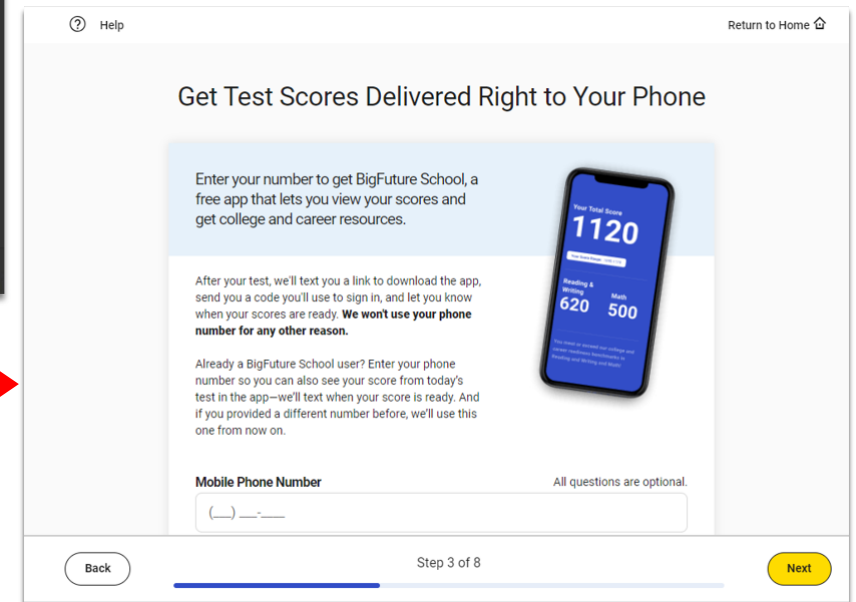 Help
Return to Home
Get Test Scores Delivered Right to Your Phone
Enter your number to get BigFuture School, a
free app that lets you view your scores and
get college and career resources.
Your Total Score
1120
Reading &
Writing
Math
620
500
After your test, we'll text you a link to download the app,
send you a code you'll use to sign in, and let you know
when your scores are ready. We won't use your phone
number for any other reason.
Already a BigFuture School user? Enter your phone
number so you can also see your score from today's
test in the app—we'll text when your score is ready. And
if you provided a different number before, we'll use this
one from now on.
Mobile Phone Number
All questions are optional.
(__) __-____
Back
Step 3 of 8
Next